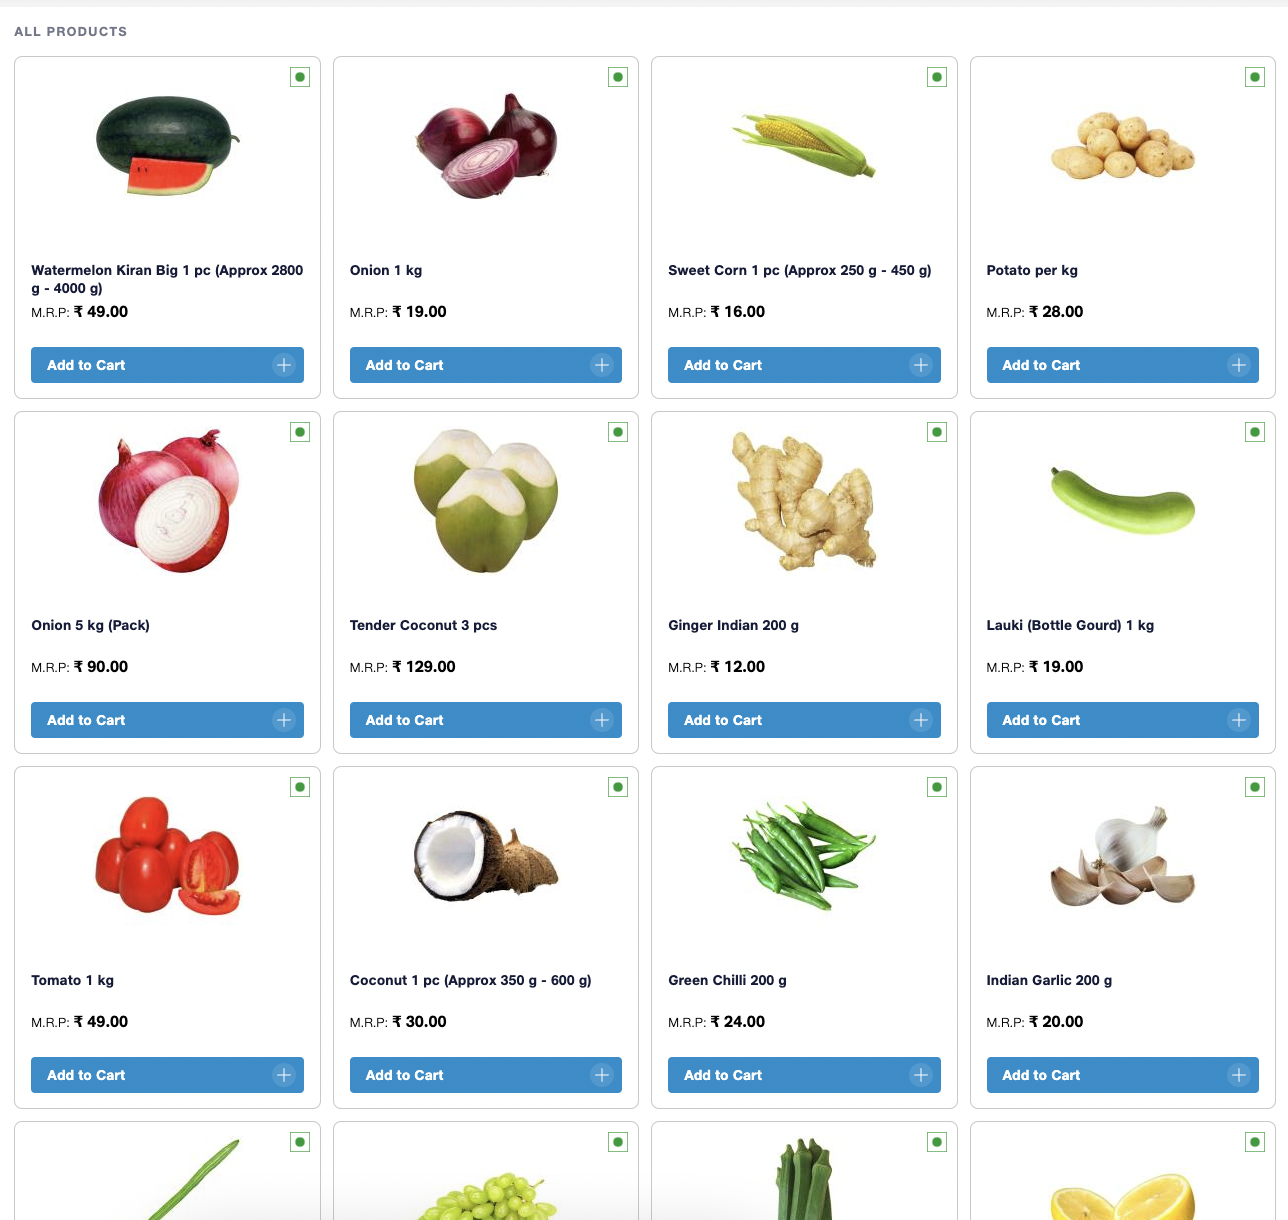 ALL PRODUCTS
Watermelon Kiran Big 1 pc (Approx 2800
g - 4000 g)
M.R.P: ₹ 49.00
Add to Cart
Onion 1 kg
M.R.P: ₹ 19.00
Add to Cart
Sweet Corn 1 pc (Approx 250 g - 450 g)
M.R.P: ₹ 16.00
Add to Cart
Potato per kg
M.R.P: ₹ 28.00
Add to Cart
Onion 5 kg (Pack)
M.R.P: ₹ 90.00
Add to Cart
Tender Coconut 3 pcs
M.R.P: ₹ 129.00
Add to Cart
Ginger Indian 200 g
M.R.P: ₹ 12.00
Add to Cart
Lauki (Bottle Gourd) 1 kg
M.R.P: ₹ 19.00
Add to Cart
Tomato 1 kg
M.R.P: ₹ 49.00
Add to Cart
Coconut 1 pc (Approx 350 g - 600 g)
M.R.P: ₹ 30.00
Add to Cart
Green Chilli 200 g
M.R.P: ₹ 24.00
Add to Cart
Indian Garlic 200 g
M.R.P: ₹ 20.00
Add to Cart